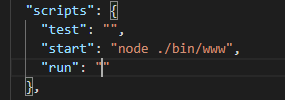 "scripts": {
"test": "",
"start": "node ./bin/www",
"run": ""
},